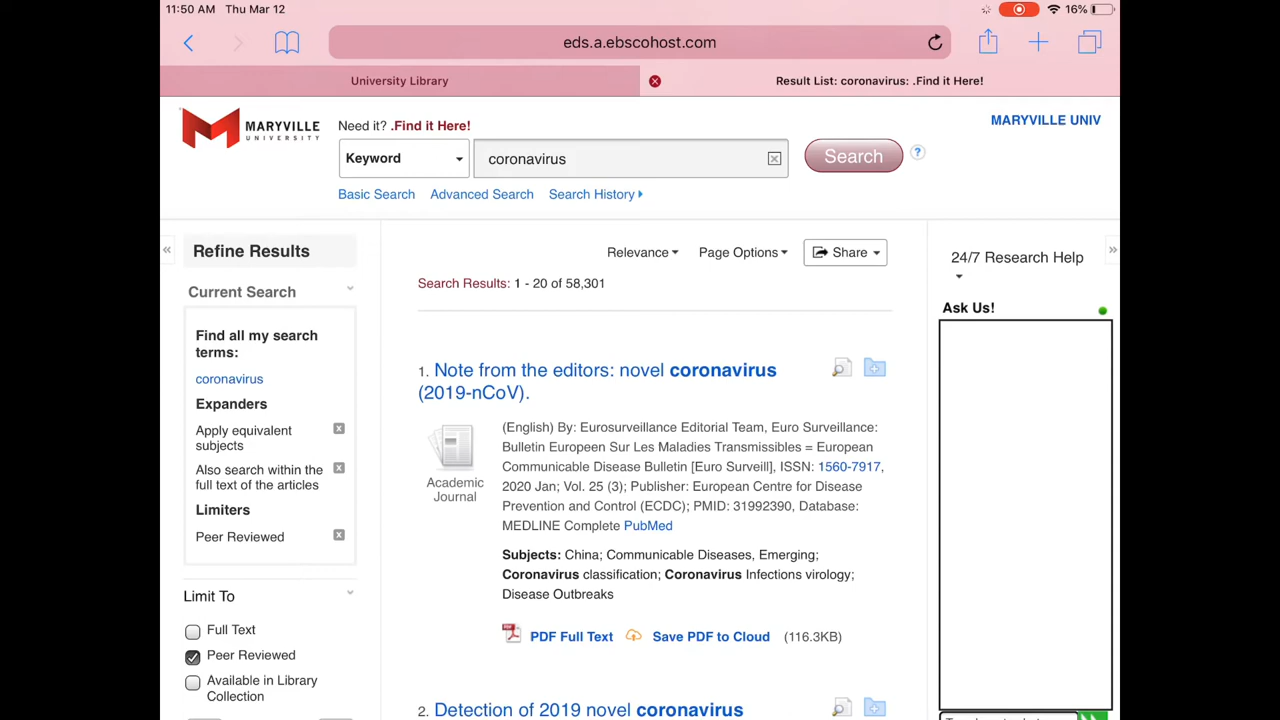 11:50 AM Thu Mar 12
16%
eds.a.ebscohost.com
University Library
Result List: coronavirus: .Find it Here!
MARYVILLE
UNIVERSITY
Need it? .Find it Here!
MARYVILLE UNIV
Keyword
coronavirus
Search
?
Basic Search Advanced Search Search History
Refine Results
Current Search
Find all my search
terms:
coronavirus
Expanders
Apply equivalent
subjects
Also search within the
full text of the articles
Limiters
Peer Reviewed
Limit To
Full Text
Peer Reviewed
Available in Library
Collection
Relevance Page Options Share
Search Results: 1 - 20 of 58,301
1. Note from the editors: novel coronavirus
(2019-nCoV).
Academic
Journal
(English) By: Eurosurveillance Editorial Team, Euro Surveillance:
Bulletin Europeen Sur Les Maladies Transmissibles = European
Communicable Disease Bulletin [Euro Surveill], ISSN: 1560-7917,
2020 Jan; Vol. 25 (3); Publisher: European Centre for Disease
Prevention and Control (ECDC); PMID: 31992390, Database:
MEDLINE Complete PubMed
Subjects: China; Communicable Diseases, Emerging;
Coronavirus classification; Coronavirus Infections virology;
Disease Outbreaks
PDF Full Text Save PDF to Cloud (116.3KB)
2. Detection of 2019 novel coronavirus
24/7 Research Help
Ask Us!